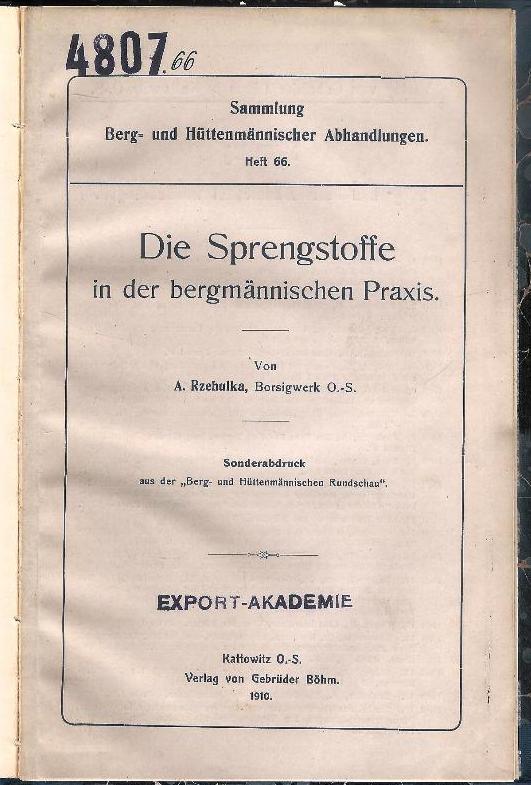 4807.66
Sammlung
Berg- und Hüttenmännischer Abhandlungen.
Heft 66.
Die Sprengstoffe
in der bergmännischen Praxis.
Von
A. Rzehulka, Borsigwerk O.-S.
Sonderabdruck
aus der „Berg- und Hüttenmännischen Rundschau".
EXPORT-AKADEMIE
Kattowitz O.-S.
Verlag von Gebrüder Böhm.
1910.